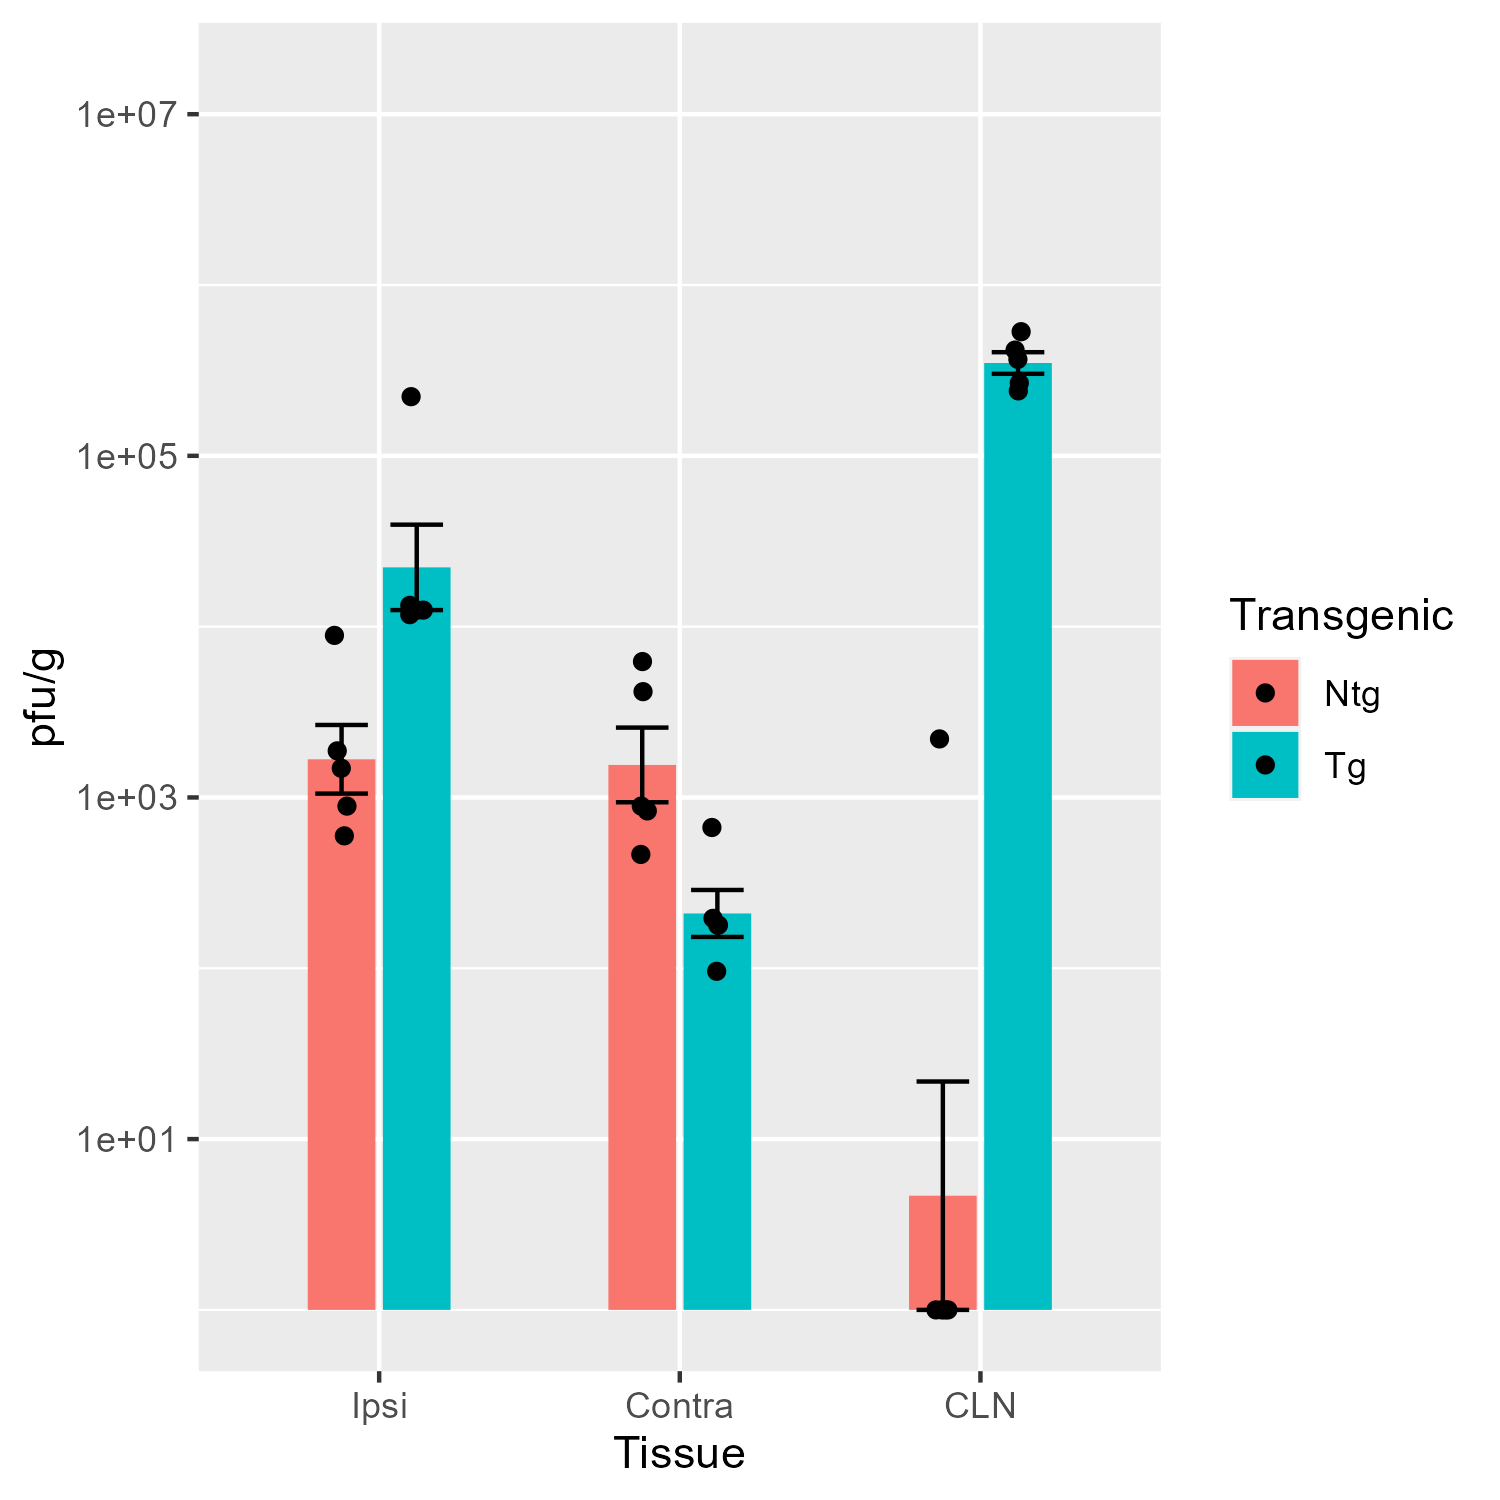 1e+07
1e+05
1e+03
1e+01
pfu/g
Ipsi
Contra
CLN
Tissue
Transgenic
Ntg
Tg